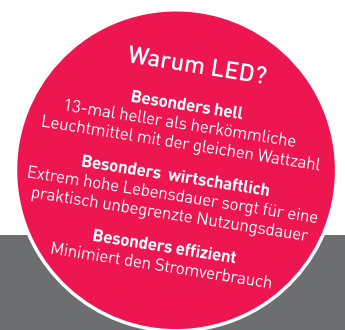 Warum LED?
Besonders hell
13-mal heller als herkömmliche
Leuchtmittel mit der gleichen Wattzahl
Besonders wirtschaftlich
Extrem hohe Lebensdauer sorgt für eine
praktisch unbegrenzte Nutzungsdauer
Besonders effizient
Minimiert den Stromverbrauch